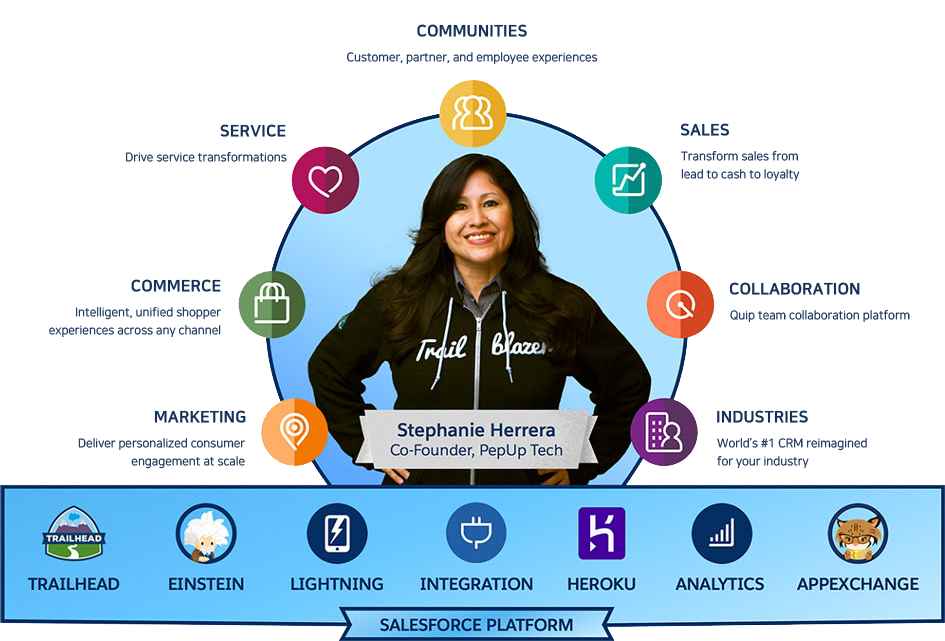 COMMUNITIES
Customer, partner, and employee experiences
SERVICE
Drive service transformations
SALES
Transform sales from
lead to cash to loyalty
COMMERCE
Intelligent, unified shopper
experiences across any channel
COLLABORATION
Quip team collaboration platform
Trail blazer
MARKETING
Deliver personalized consumer
engagement at scale
Stephanie Herrera
Co-Founder, PepUp Tech
INDUSTRIES
World's #1 CRM reimagined
for your industry
TRAILHEAD
TRAILHEAD
EINSTEIN
LIGHTNING
INTEGRATION
HEROKU
ANALYTICS
APPEXCHANGE
SALESFORCE PLATFORM